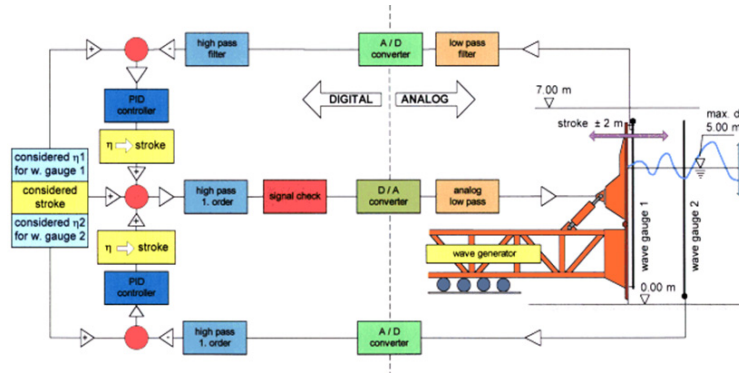 high pass
filter
A / D
converter
low pass
filter
+
-
PID
controller
DIGITAL
ANALOG
7.00 m
stroke ± 2 m
max. d
5.00 m
η stroke
+
considered η1
for w. gauge 1
considered
stroke
considered η2
for w. gauge 2
+
high pass
1. order
signal check
D / A
converter
analog
low pass
+
η stroke
wave generator
wave gauge 1
wave gauge 2
PID
controller
0.00 m
+
-
high pass
1. order
A / D
converter